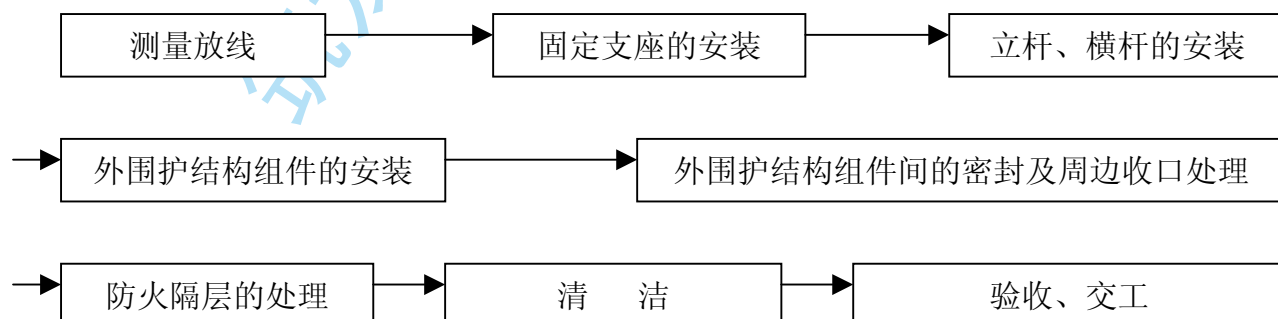 测量放线 固定支座的安装 立杆、横杆的安装
外围护结构组件的安装 外围护结构组件间的密封及周边收口处理
防火隔层的处理 清 洁 验收、交工